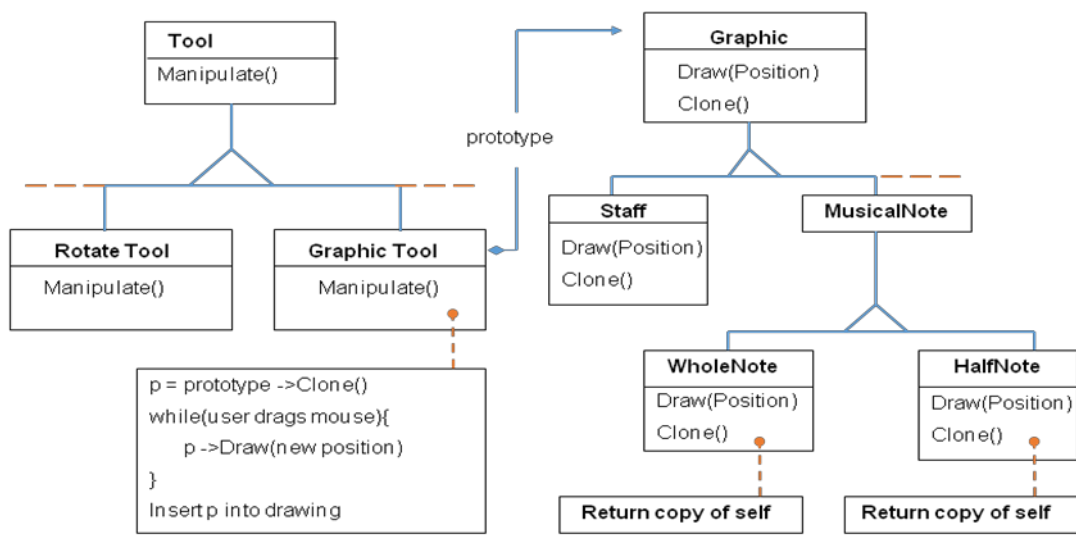 Tool
Manipulate()
Graphic
Draw(Position)
Clone()
prototype
Rotate Tool
Manipulate()
Graphic Tool
Manipulate()
Staff
Draw(Position)
Clone()
MusicalNote
p = prototype ->Clone()
while(user drags mouse){
p ->Draw(new position)
}
Insert p into drawing
WholeNote
Draw(Position)
Clone()
HalfNote
Draw(Position)
Clone()
Return copy of self
Return copy of self